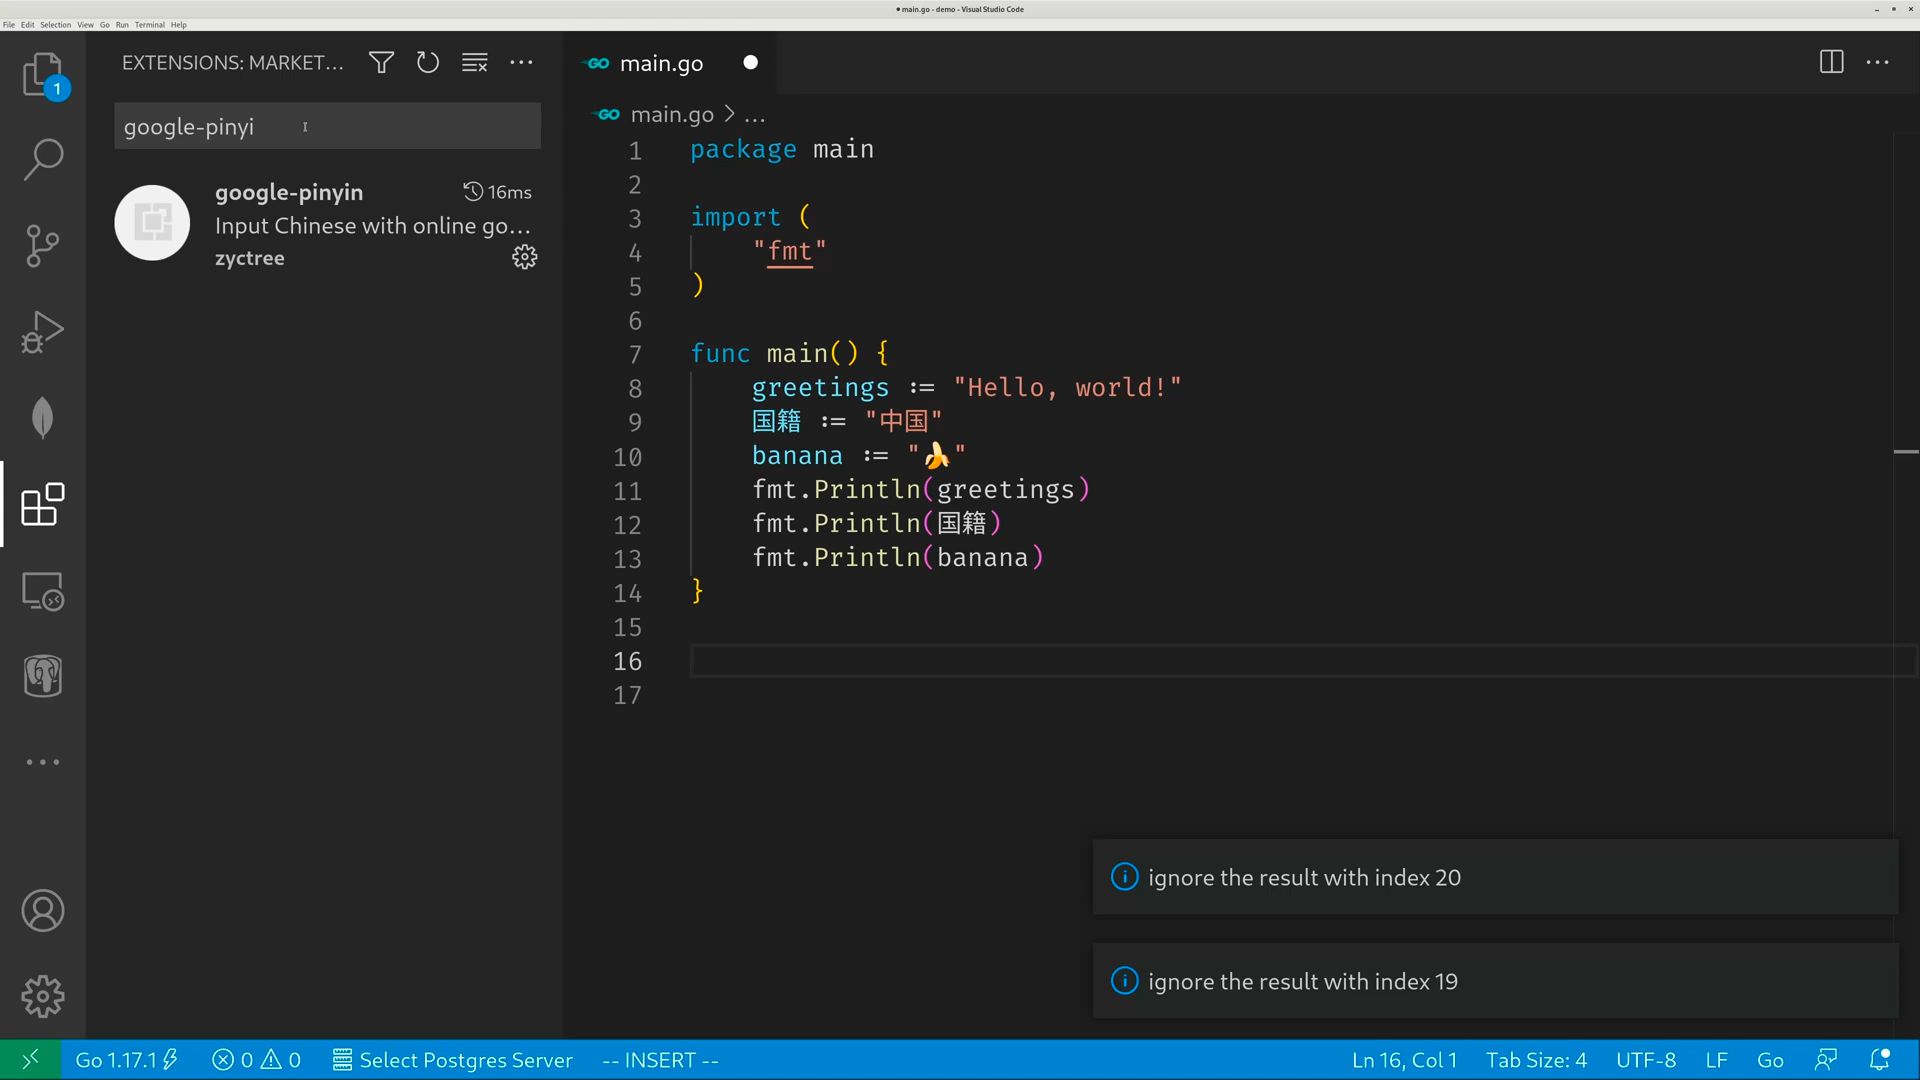 main.go - demo - Visual Studio Code
File Edit Selection View Go Run Terminal Help
EXTENSIONS: MARKET...
google-pinyi
google-pinyin 16ms
Input Chinese with online go...
zyctree
1
main.go
main.go > ...
1 package main
2
3 import (
4 "fmt"
5 )
6
7 func main() {
8 greetings := "Hello, world!"
9 国籍 := "中国"
10 banana := "🍌"
11 fmt.Println(greetings)
12 fmt.Println(国籍)
13 fmt.Println(banana)
14 }
15
16
17
ignore the result with index 20
ignore the result with index 19
Go 1.17.1 0 0 Select Postgres Server -- INSERT -- Ln 16, Col 1 Tab Size: 4 UTF-8 LF Go